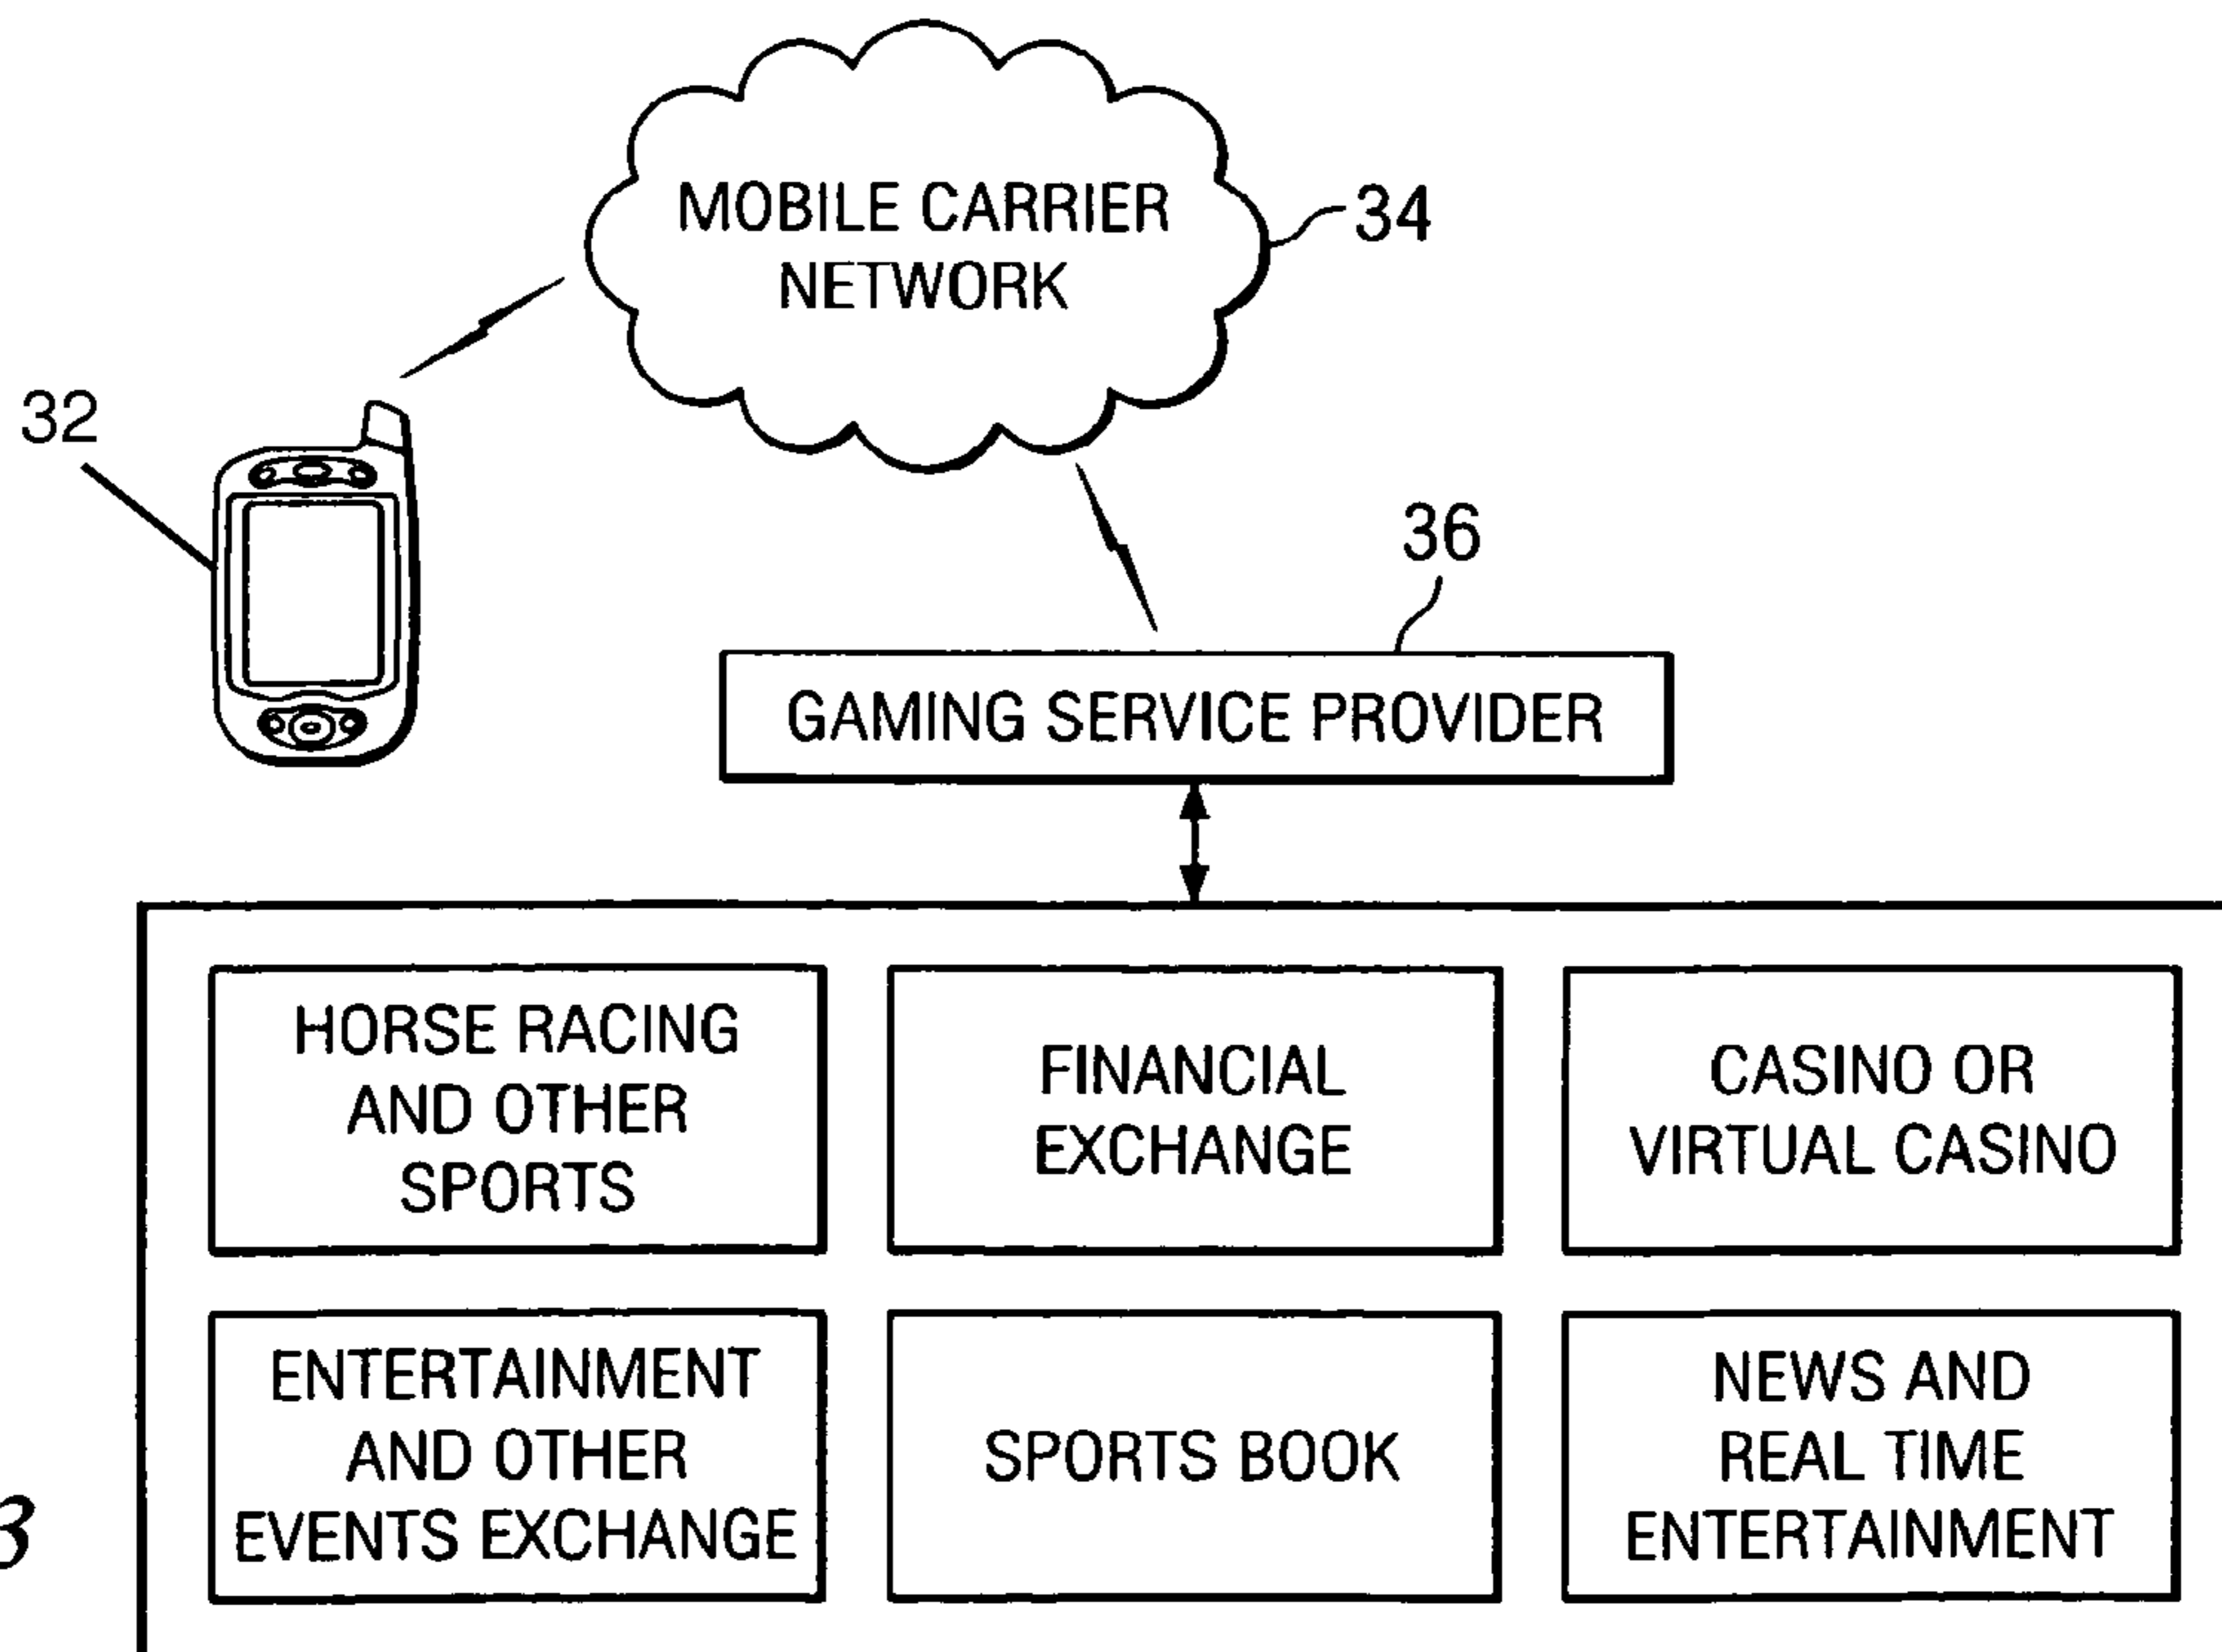 MOBILE CARRIER
NETWORK
34
32
36
GAMING SERVICE PROVIDER
HORSE RACING
AND OTHER
SPORTS
FINANCIAL
EXCHANGE
CASINO OR
VIRTUAL CASINO
ENTERTAINMENT
AND OTHER
EVENTS EXCHANGE
SPORTS BOOK
NEWS AND
REAL TIME
ENTERTAINMENT
3